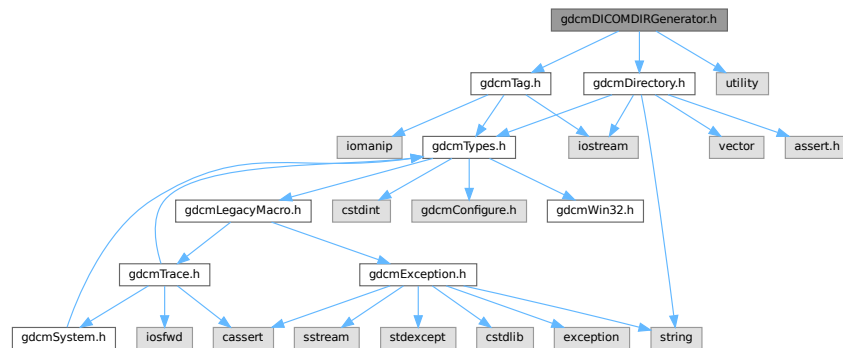 gdcmDICOMDIRGenerator.h
gdcmTag.h
gdcmDirectory.h
utility
iomanip
gdcmTypes.h
iostream
vector
assert.h
gdcmLegacyMacro.h
cstdint
gdcmConfigure.h
gdcmWin32.h
gdcmTrace.h
gdcmException.h
gdcmSystem.h
iosfwd
cassert
sstream
stdexcept
cstdlib
exception
string